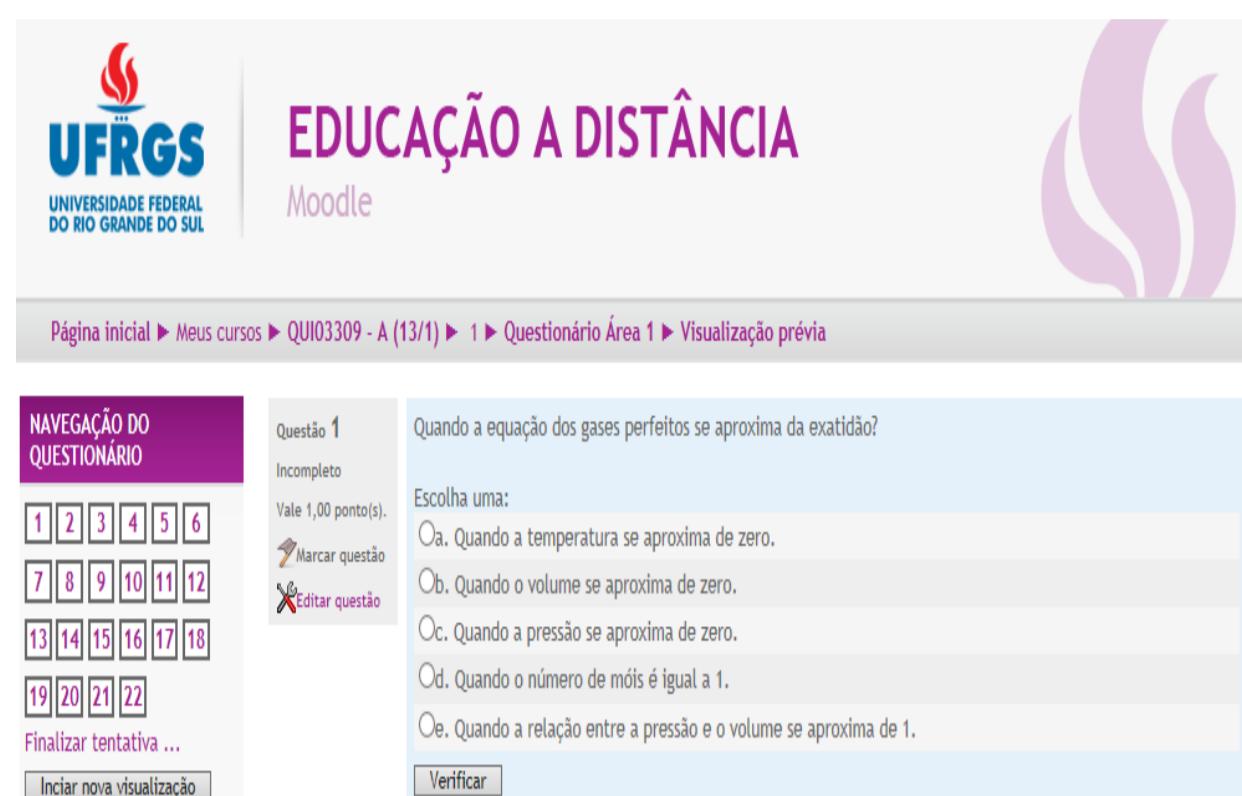 UFRGS
UNIVERSIDADE FEDERAL
DO RIO GRANDE DO SUL
EDUCAÇÃO A DISTÂNCIA
Moodle
Página inicial ▶ Meus cursos ▶ QUI03309 - A (13/1) ▶ 1 ▶ Questionário Área 1 ▶ Visualização prévia
NAVEGAÇÃO DO
QUESTIONÁRIO
1 2 3 4 5 6
7 8 9 10 11 12
13 14 15 16 17 18
19 20 21 22
Finalizar tentativa ...
Inciar nova visualização
Questão 1
Incompleto
Vale 1,00 ponto(s).
Marcar questão
Editar questão
Quando a equação dos gases perfeitos se aproxima da exatidão?
Escolha uma:
a. Quando a temperatura se aproxima de zero.
b. Quando o volume se aproxima de zero.
c. Quando a pressão se aproxima de zero.
d. Quando o número de móis é igual a 1.
e. Quando a relação entre a pressão e o volume se aproxima de 1.
Verificar